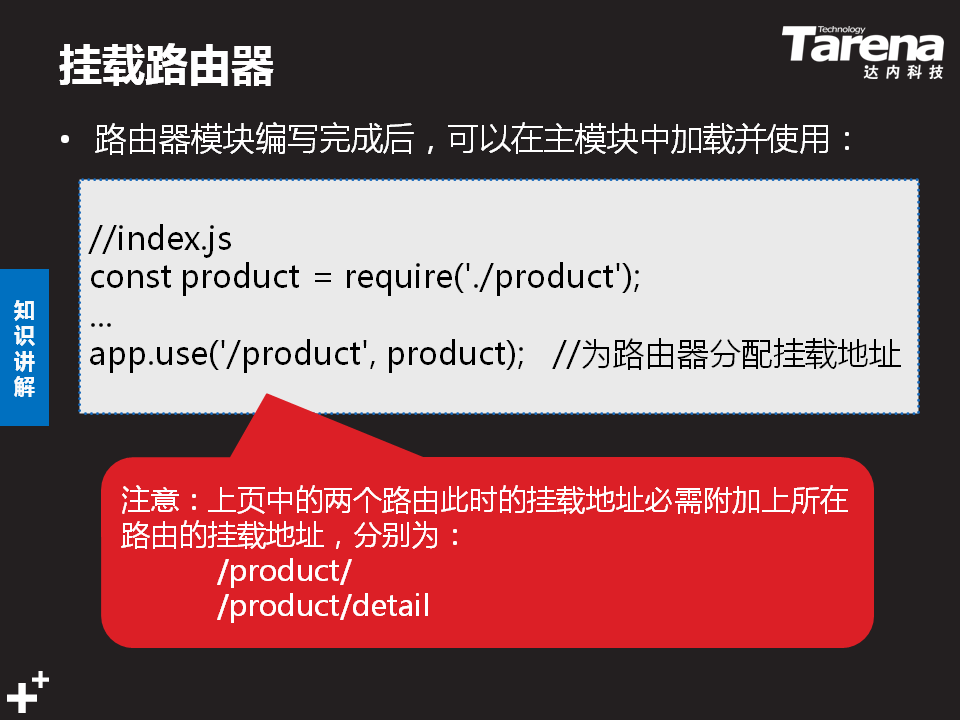 挂载路由器
Technology
Tarena
达内科技
• 路由器模块编写完成后，可以在主模块中加载并使用：
//index.js
const product = require('./product');
...
app.use('/product', product);   //为路由器分配挂载地址
知识讲解
注意：上页中的两个路由此时的挂载地址必需附加上所在
路由的挂载地址，分别为：
/product/
/product/detail